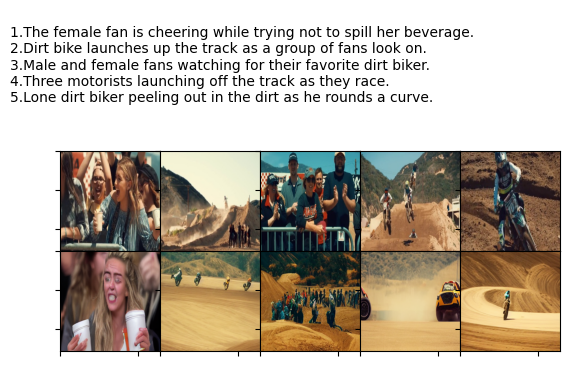 1.The female fan is cheering while trying not to spill her beverage.
2.Dirt bike launches up the track as a group of fans look on.
3.Male and female fans watching for their favorite dirt biker.
4.Three motorists launching off the track as they race.
5.Lone dirt biker peeling out in the dirt as he rounds a curve.